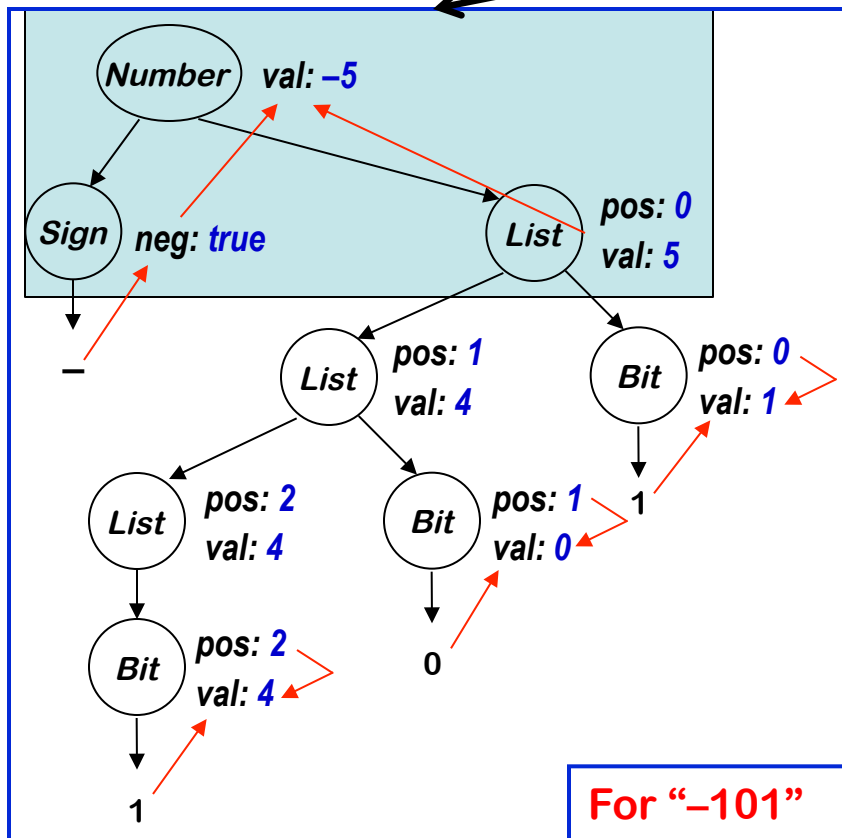 Number val: –5
Sign neg: true
List pos: 0
val: 5
–
List pos: 1
val: 4
Bit pos: 0
val: 1
List pos: 2
val: 4
Bit pos: 1
val: 0
1
Bit pos: 2
val: 4
0
1
For “–101”